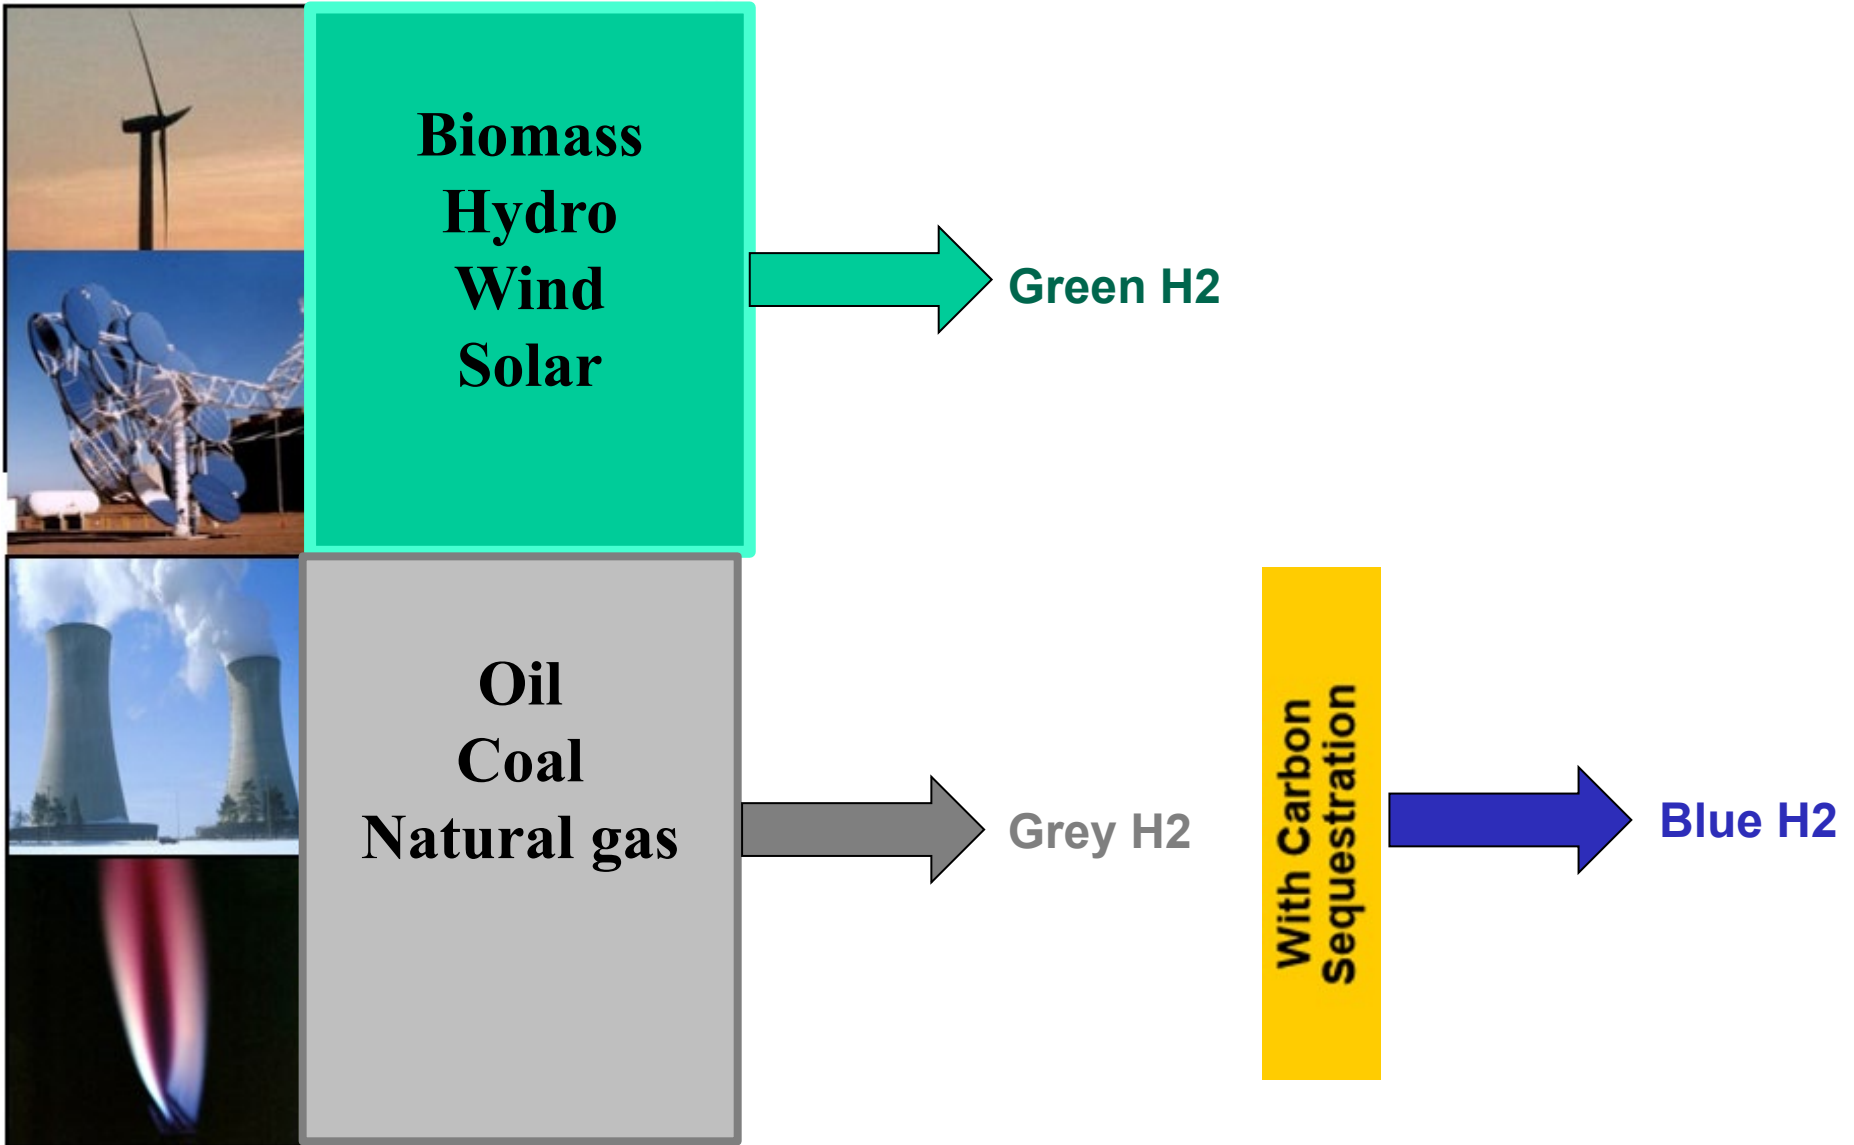 Biomass
Hydro
Wind
Solar
Green H2
Oil
Coal
Natural gas
Grey H2
With Carbon
Sequestration
Blue H2